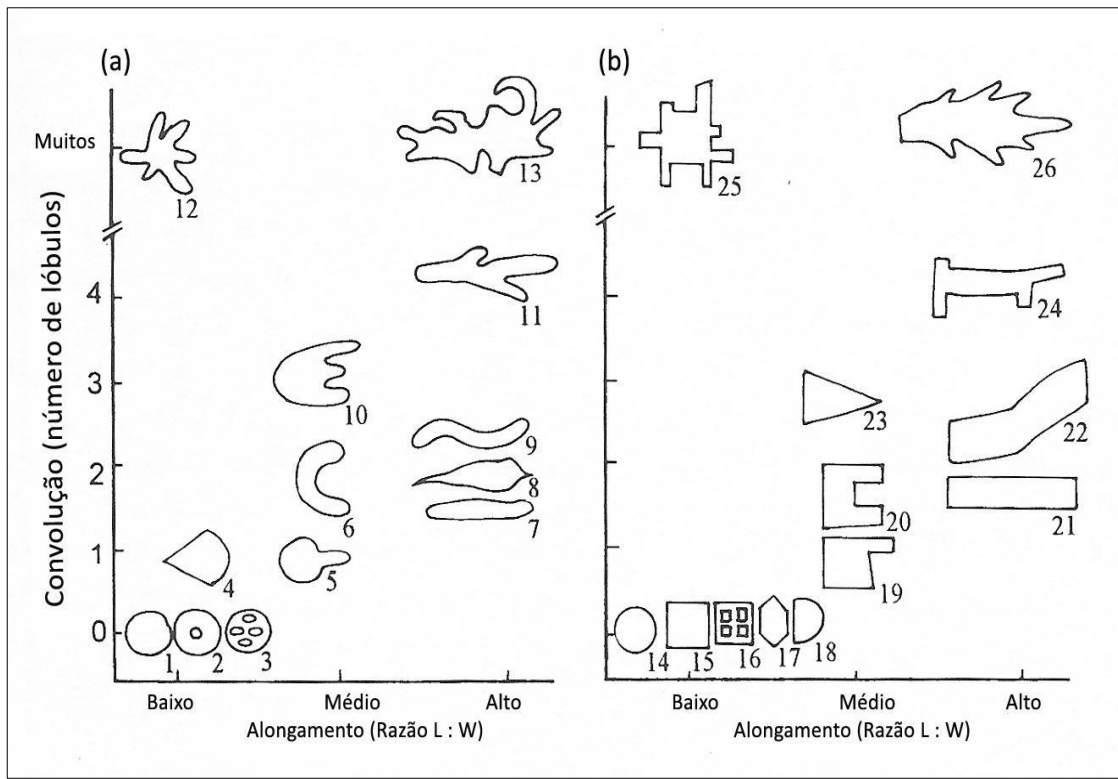 (a)
Muitos
4
3
2
1
0
Convolução (número de lóbulos)
12
13
11
10
9
8
6
7
4
5
1 2 3
Baixo Médio Alto
Alongamento (Razão L : W)
(b)
25
26
24
23
22
20
21
19
14 15 16 17 18
Baixo Médio Alto
Alongamento (Razão L : W)